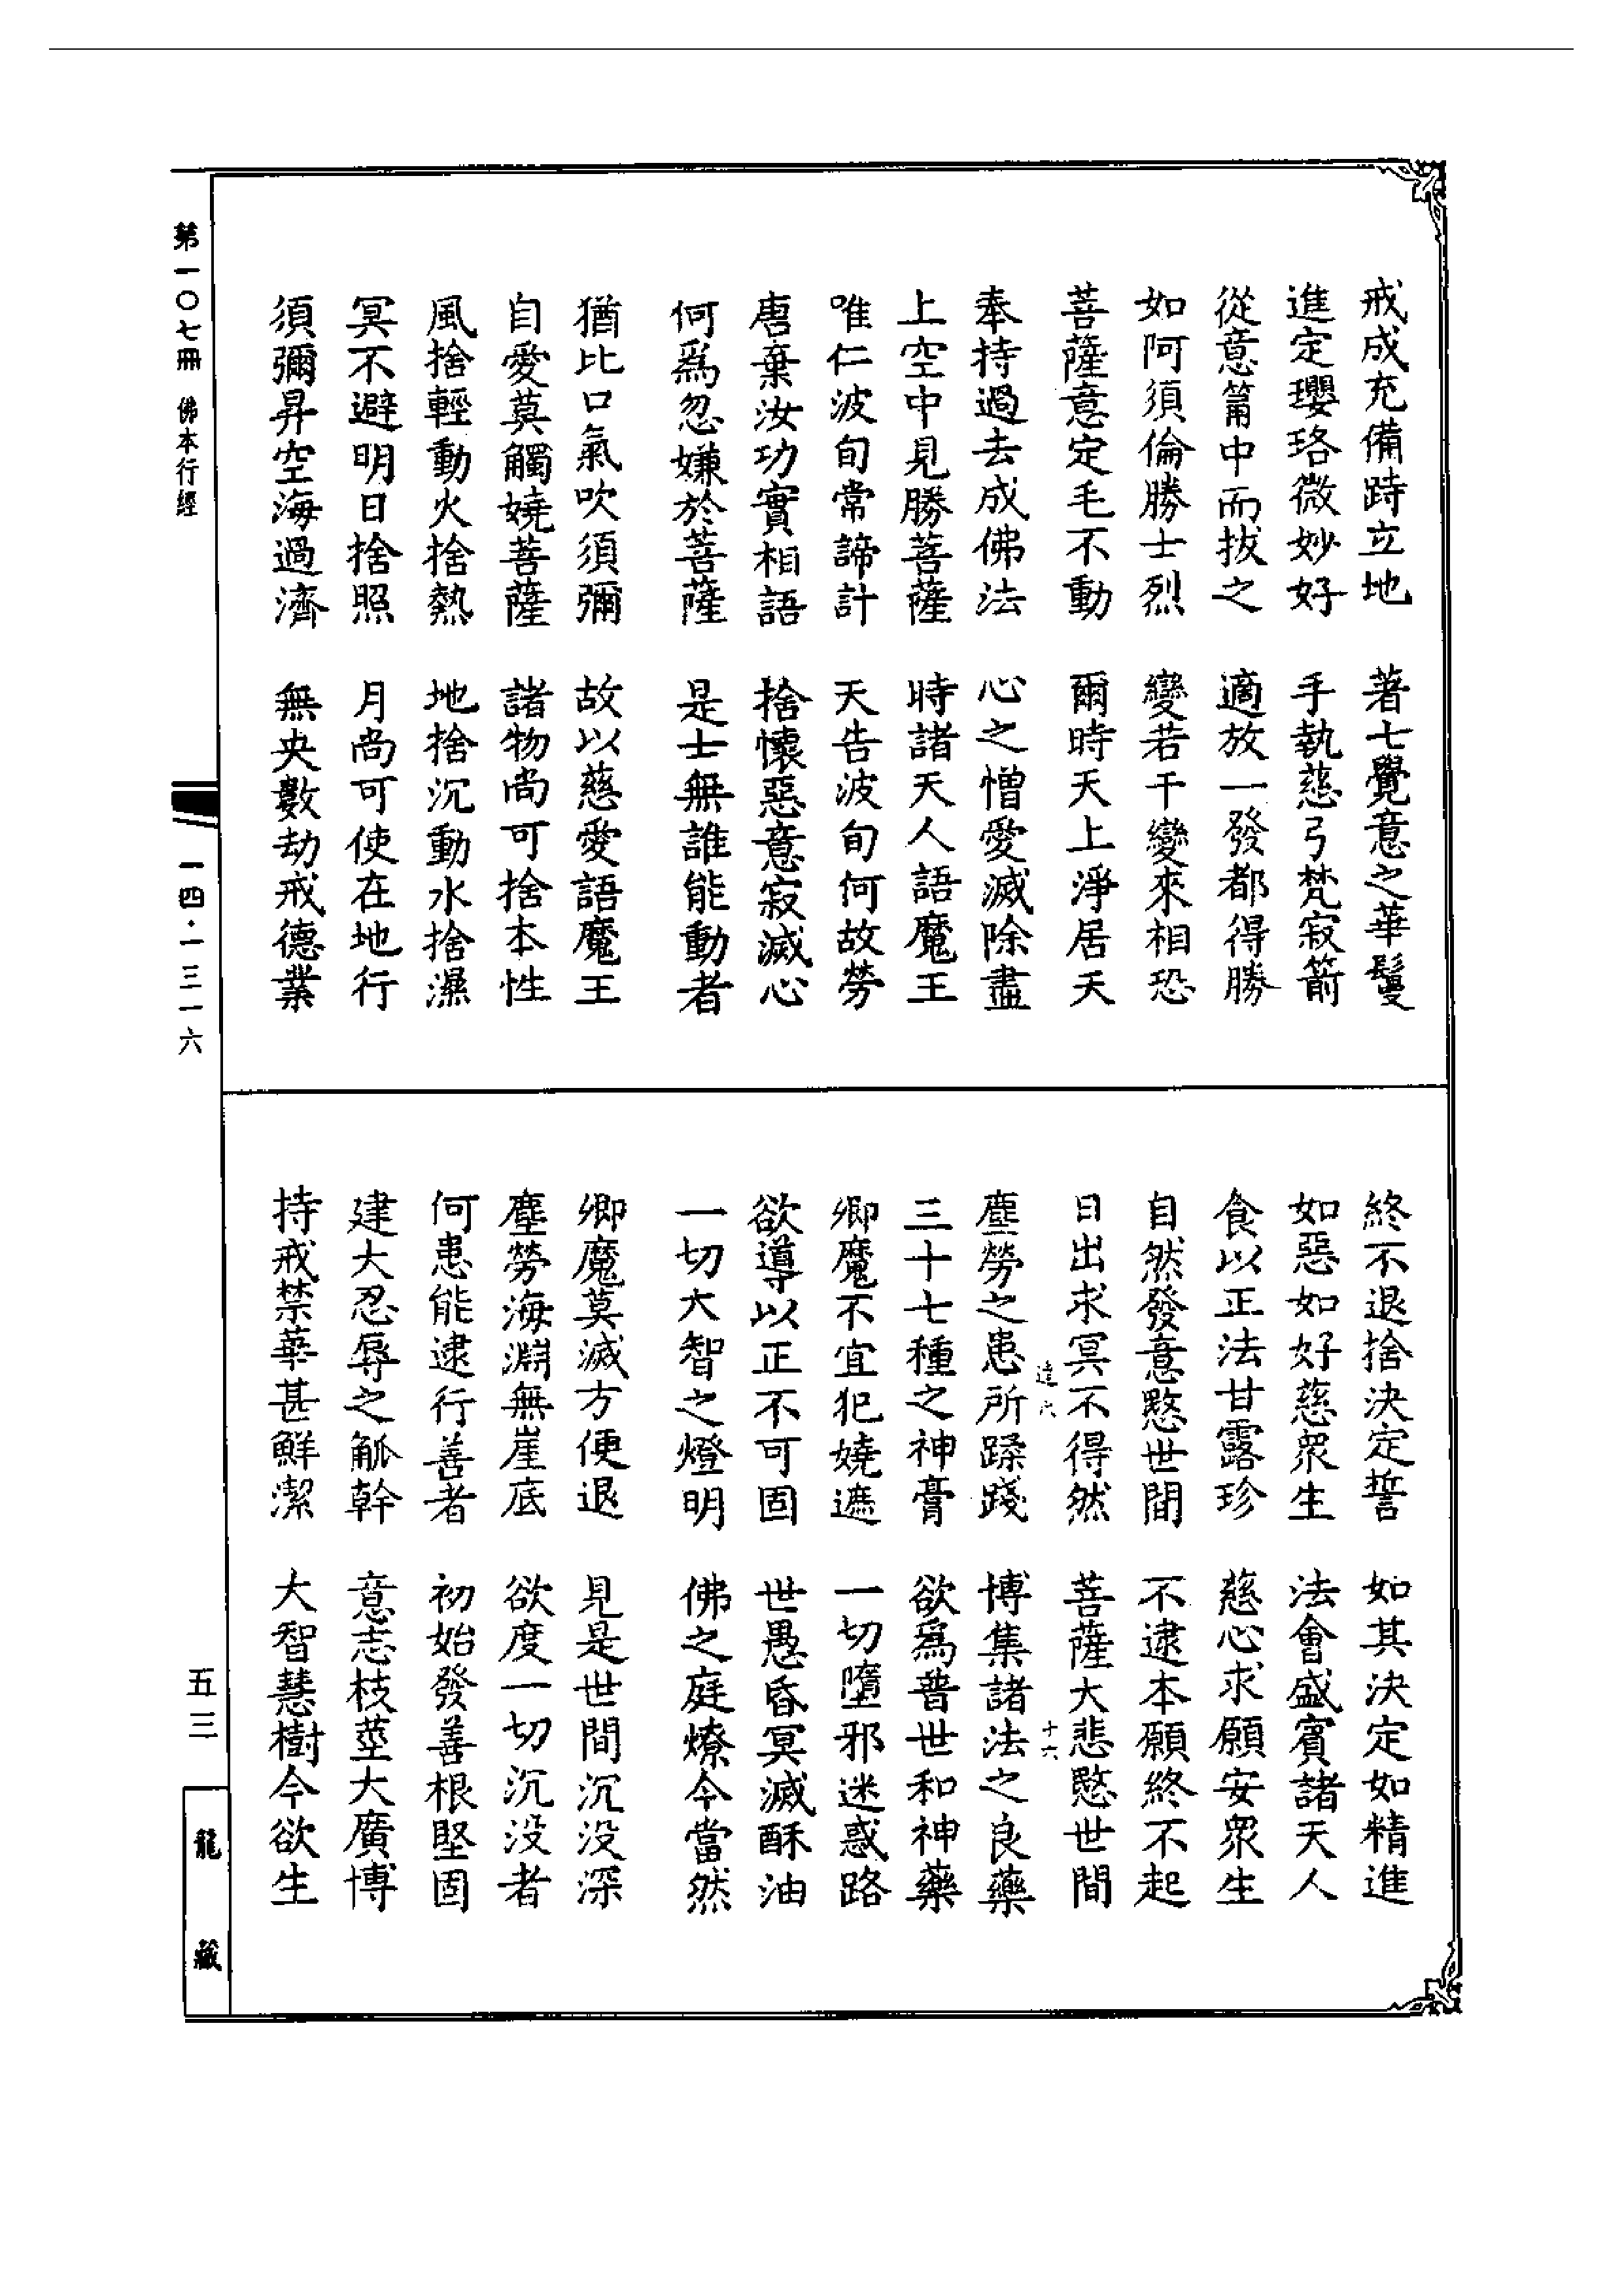 戒成充備跱立地　著七覺意之華鬘
進定瓔珞微妙好　手執慈弓梵寂箭
從意箭中而拔之　適放一發都得勝
如阿須倫勝士烈　變若干變來相恐
菩薩意定毛不動　爾時天上淨居天
奉持過去成佛法　心之憎愛滅除盡
上空中見勝菩薩　時諸天人語魔王
唯仁波旬常諦計　天告波旬何故勞
唐棄汝功實相語　捨懷惡意寂滅心
何爲忽嫌於菩薩　是士無誰能動者
猶比口氣吹須彌　故以慈愛語魔王
自愛莫觸嬈菩薩　諸物尚可捨本性
風捨輕動火捨熱　地捨沉動水捨濕
冥不避明日捨照　月尚可使在地行
須彌昇空海過濟　無央數劫戒德業
終不退捨決定誓　如其決定如精進
如惡如好慈衆生　法會盛賓諸天人
食以正法甘露珍　慈心求願安衆生
自然發意愍世間　不逮本願終不起
日出求冥不得然　菩薩大悲愍世間
十六
塵勞之患所蹂踐　博集諸法之良藥
三十七種之神膏　欲爲普世和神藥
卿魔不宜犯嬈遮　一切墮邪迷惑路
欲導以正不可固　世愚昏冥滅酥油
一切大智之燈明　佛之庭燎今當然
卿魔莫滅方便退　見是世間沉没深
塵勞海淵無崖底　欲度一切沉没者
何患能逮行善者　初始發善根堅固
建大忍辱之觚幹　意志枝莖大廣博
持戒禁華甚鮮潔　大智慧樹今欲生
第一〇七冊　佛本行經
一四·一三一六
五三
龍藏